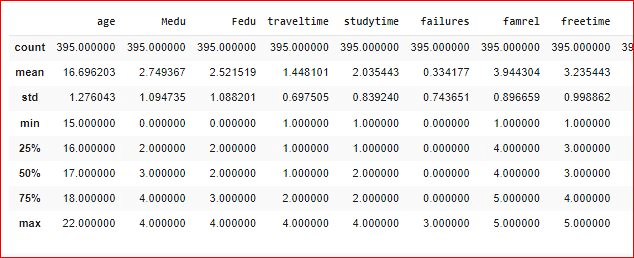 age Medu Fedu traveltime studytime failures famrel freetime
count 395.000000 395.000000 395.000000 395.000000 395.000000 395.000000 395.000000 395.000000 39
mean 16.696203 2.749367 2.521519 1.448101 2.035443 0.334177 3.944304 3.235443
std 1.276043 1.094735 1.088201 0.697505 0.839240 0.743651 0.896659 0.998862
min 15.000000 0.000000 0.000000 1.000000 1.000000 0.000000 1.000000 1.000000
25% 16.000000 2.000000 2.000000 1.000000 1.000000 0.000000 4.000000 3.000000
50% 17.000000 3.000000 2.000000 1.000000 2.000000 0.000000 4.000000 3.000000
75% 18.000000 4.000000 3.000000 2.000000 2.000000 0.000000 5.000000 4.000000
max 22.000000 4.000000 4.000000 4.000000 4.000000 3.000000 5.000000 5.000000